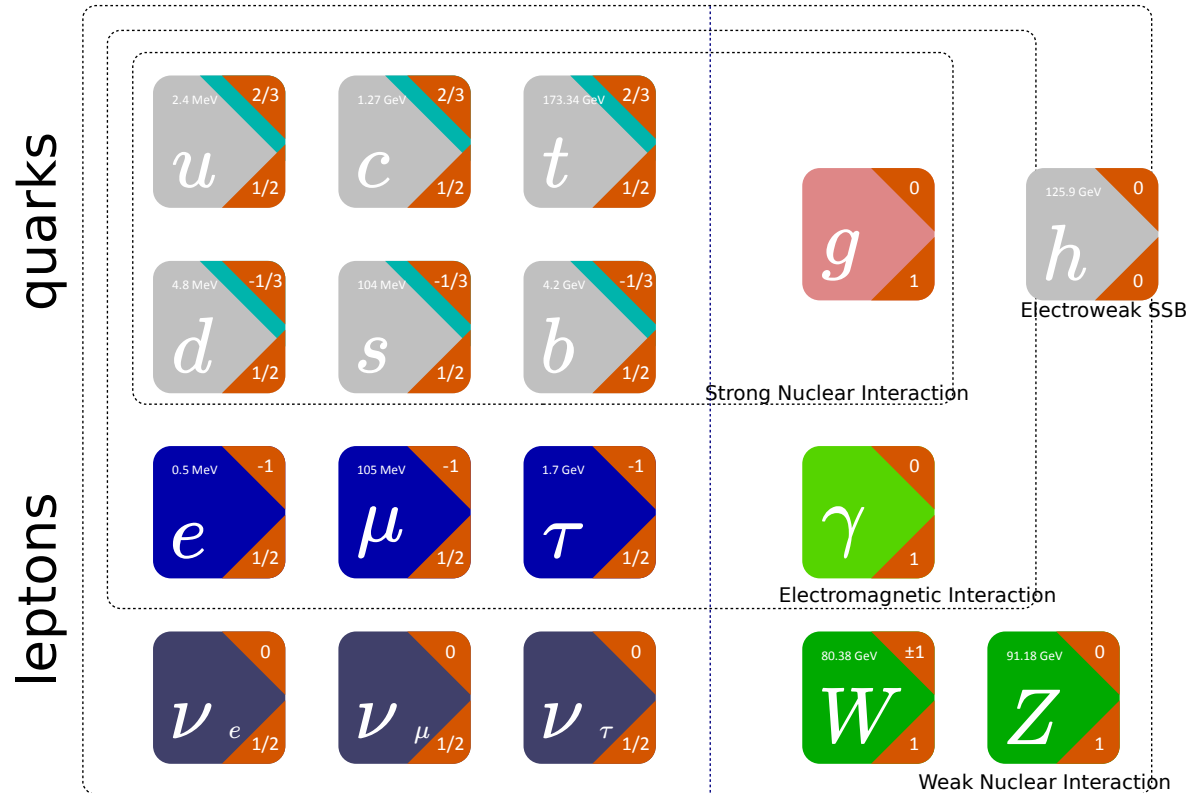 quarks
2.4 MeV
2/3
u
1/2
1.27 GeV
2/3
c
1/2
173.34 GeV
2/3
t
1/2
0
g
1
125.9 GeV
0
h
0
Electroweak SSB
4.8 MeV
-1/3
d
1/2
104 MeV
-1/3
s
1/2
4.2 GeV
-1/3
b
1/2
Strong Nuclear Interaction
leptons
0.5 MeV
-1
e
1/2
105 MeV
-1
μ
1/2
1.7 GeV
-1
τ
1/2
0
γ
1
Electromagnetic Interaction
0
ν e
1/2
0
ν μ
1/2
0
ν τ
1/2
80.38 GeV
±1
W
1
91.18 GeV
0
Z
1
Weak Nuclear Interaction